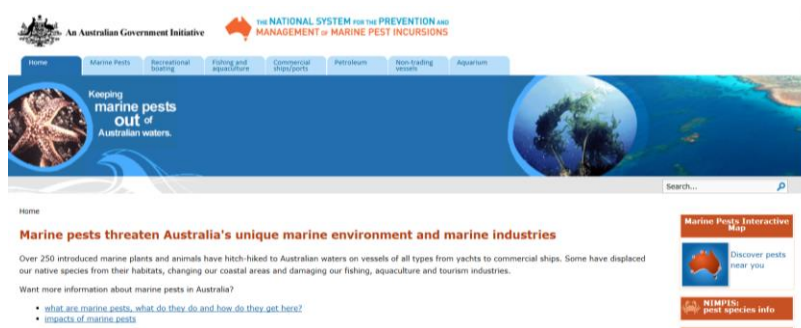 An Australian Government Initiative
THE NATIONAL SYSTEM FOR THE PREVENTION AND
MANAGEMENT OF MARINE PEST INCURSIONS
Home
Marine Pests
Recreational
boating
Fishing and
aquaculture
Commercial
ships/ports
Petroleum
Non-trading
vessels
Aquarium
Keeping
marine pests
out of
Australian waters.
Search...
Home
Marine pests threaten Australia's unique marine environment and marine industries
Over 250 introduced marine plants and animals have hitch-hiked to Australian waters on vessels of all types from yachts to commercial ships. Some have displaced
our native species from their habitats, changing our coastal areas and damaging our fishing, aquaculture and tourism industries.
Want more information about marine pests in Australia?
what are marine pests, what do they do and how do they get here?
impacts of marine pests
Marine Pests Interactive
Map
Discover pests
near you
NIMPIS:
pest species info